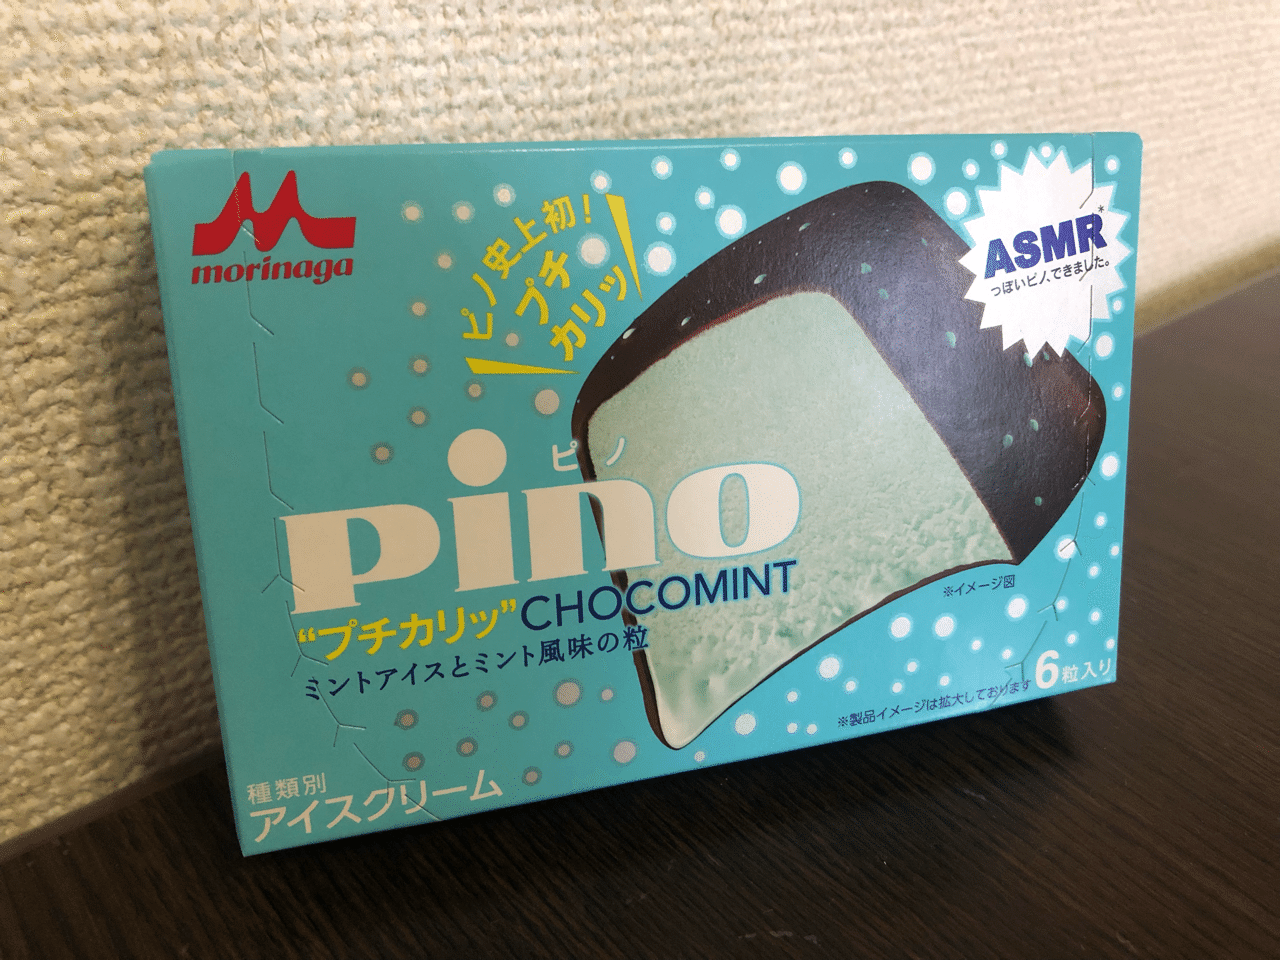 morinaga
ピノ史上初!
プチ
カリッ
ASMR*
っぽいピノ、できました。
ピノ
pino
"プチカリッ"CHOCOMINT
ミントアイスとミント風味の粒
※イメージ図
6粒入り
※製品イメージは拡大しております
種類別
アイスクリーム